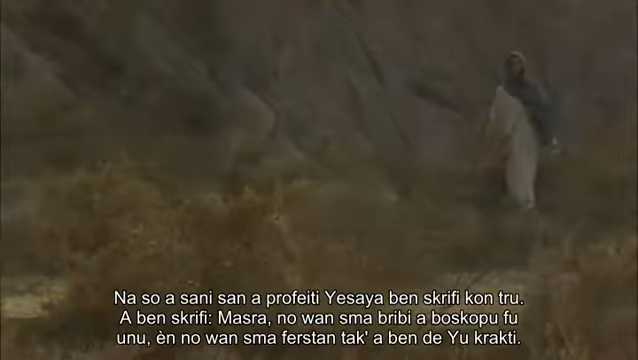 Na so a sani san a profeiti Yesaya ben skrifi kon tru.
A ben skrifi: Masra, no wan sma bribi a boskopu fu
unu, èn no wan sma ferstan tak' a ben de Yu krakti.